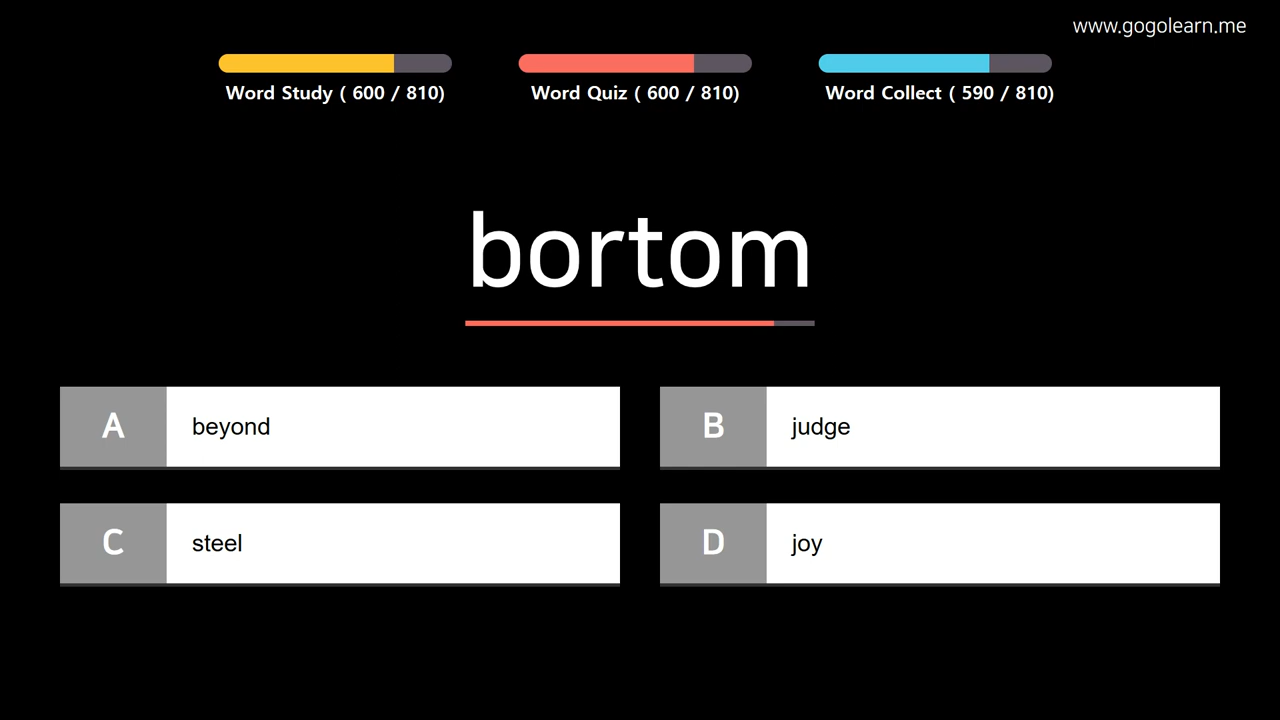 www.gogolearn.me
Word Study ( 600 / 810)
Word Quiz ( 600 / 810)
Word Collect ( 590 / 810)
bortom
A beyond
B judge
C steel
D joy